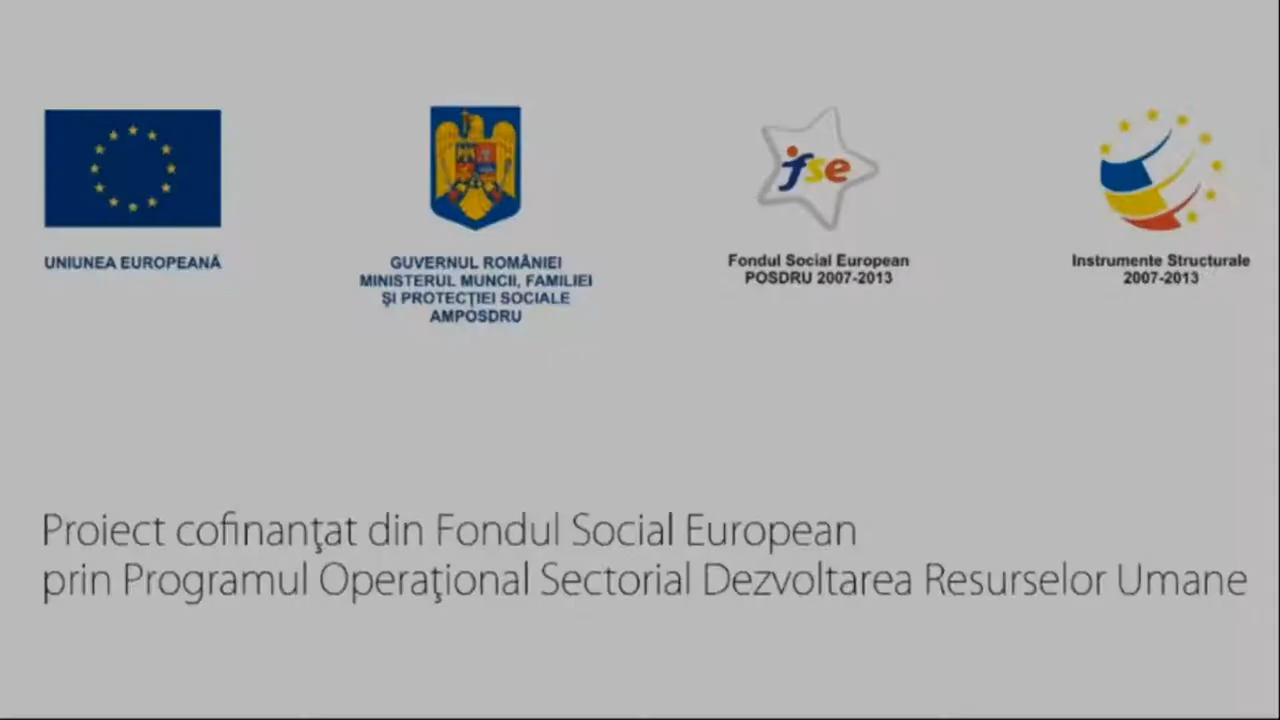 fse
UNIUNEA EUROPEANĂ
GUVERNUL ROMÂNIEI
MINISTERUL MUNCII, FAMILIEI
ŞI PROTECŢIEI SOCIALE
AMPOSDRU
Fondul Social European
POSDRU 2007-2013
Instrumente Structurale
2007-2013
Proiect cofinanţat din Fondul Social European
prin Programul Operaţional Sectorial Dezvoltarea Resurselor Umane